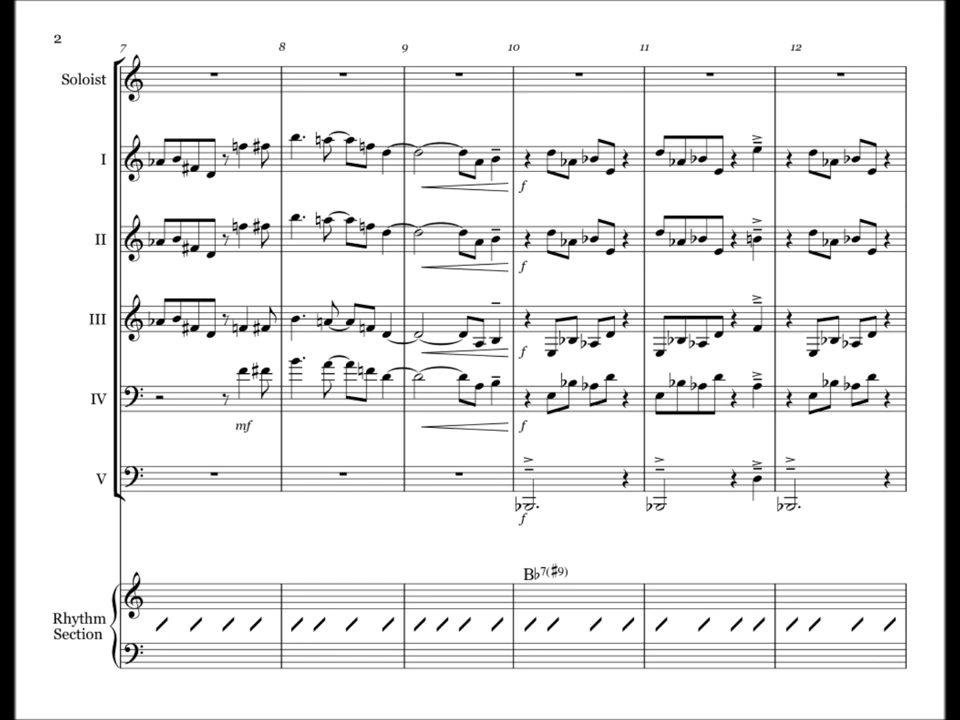 2
7 8 9 10 11 12
Soloist
I
f
II
f
III
f
IV
mf f
V
f
B♭7(♯9)
Rhythm
Section